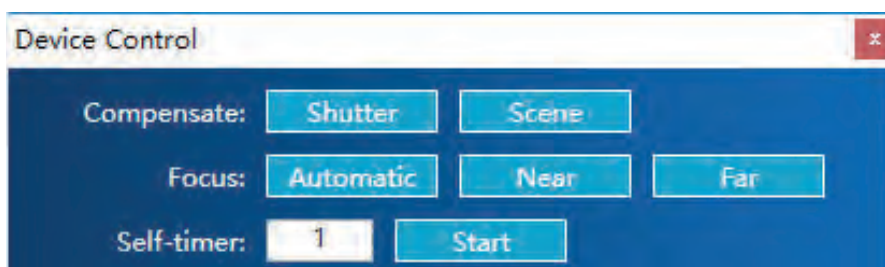 Device Control x
Compensate: Shutter Scene
Focus: Automatic Near Far
Self-timer: 1 Start